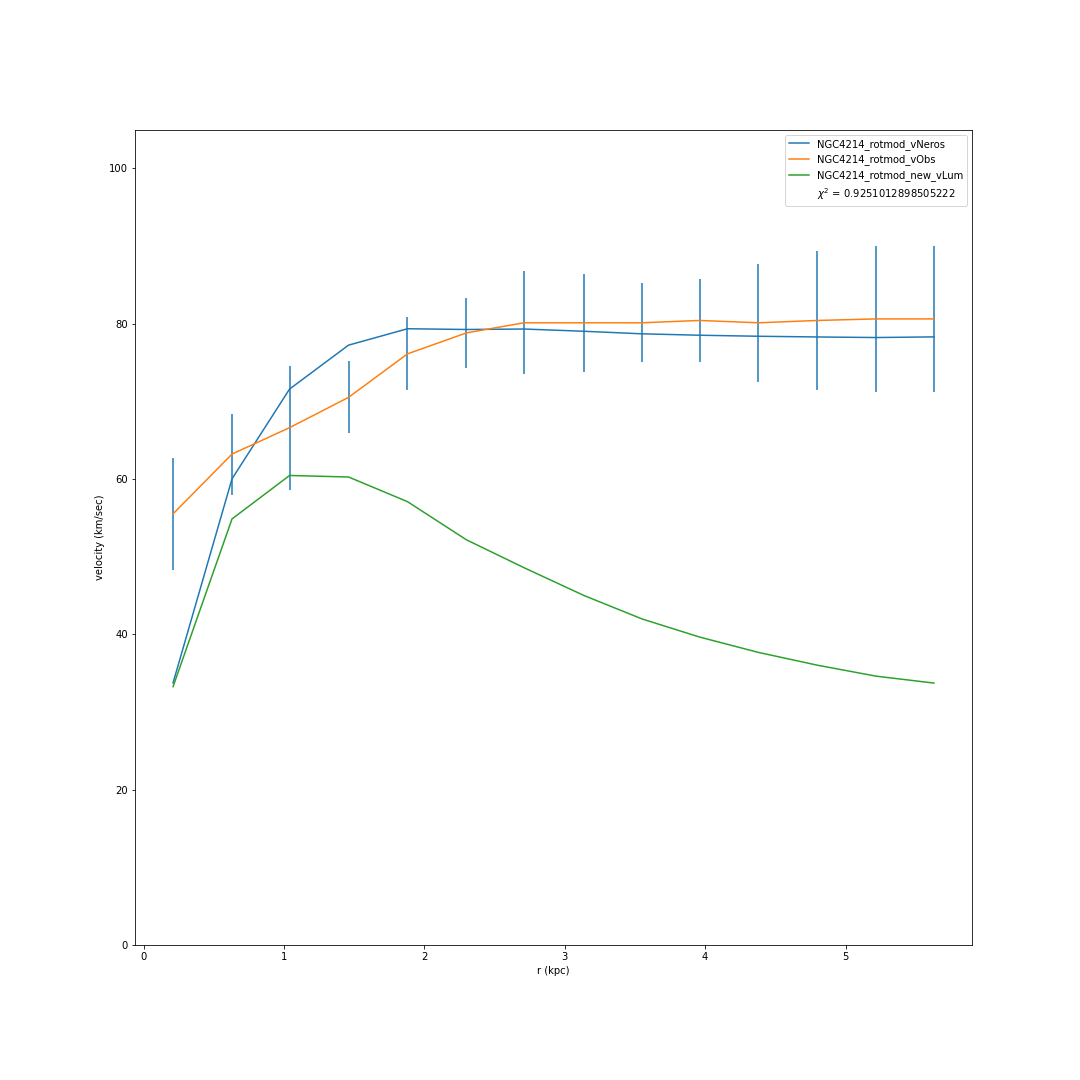 NGC4214_rotmod_vNeros
NGC4214_rotmod_vObs
NGC4214_rotmod_new_vLum
χ² = 0.9251012898505222
100
80
60
40
20
0
velocity (km/sec)
0 1 2 3 4 5
r (kpc)